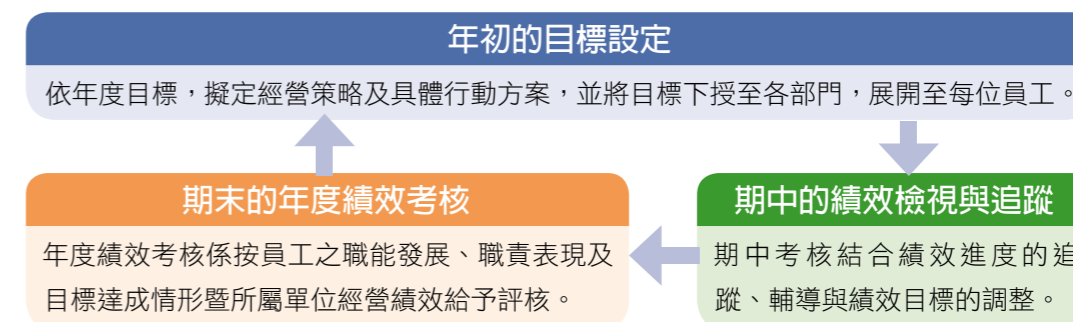 年初的目標設定
依年度目標，擬定經營策略及具體行動方案，並將目標下授至各部門，展開至每位員工。
期末的年度績效考核
年度績效考核係按員工之職能發展、職責表現及
目標達成情形暨所屬單位經營績效給予評核。
期中的績效檢視與追蹤
期中考核結合績效進度的追
蹤、輔導與績效目標的調整。